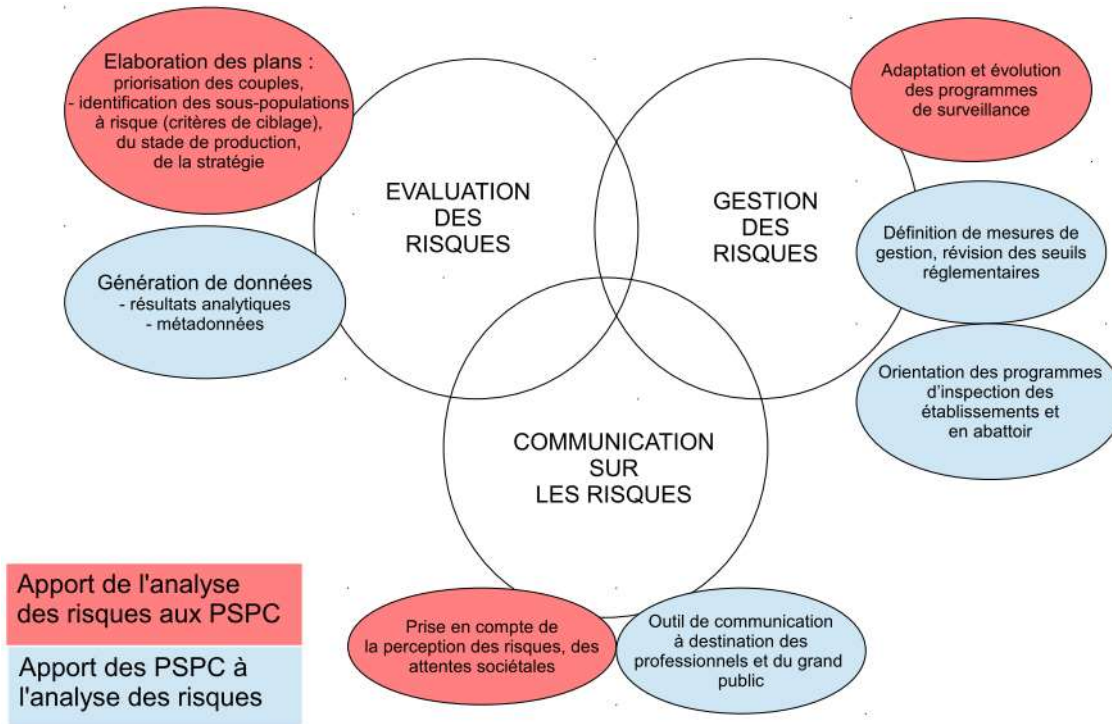 Elaboration des plans :
priorisation des couples,
- identification des sous-populations
à risque (critères de ciblage),
du stade de production,
de la stratégie
Génération de données
- résultats analytiques
- métadonnées
EVALUATION
DES
RISQUES
GESTION
DES
RISQUES
Adaptation et évolution
des programmes
de surveillance
Définition de mesures de
gestion, révision des seuils
réglementaires
Orientation des programmes
d'inspection des
établissements et
en abattoir
COMMUNICATION
SUR
LES RISQUES
Prise en compte de
la perception des risques, des
attentes sociétales
Outil de communication
à destination des
professionnels et du grand
public
Apport de l'analyse
des risques aux PSPC
Apport des PSPC à
l'analyse des risques